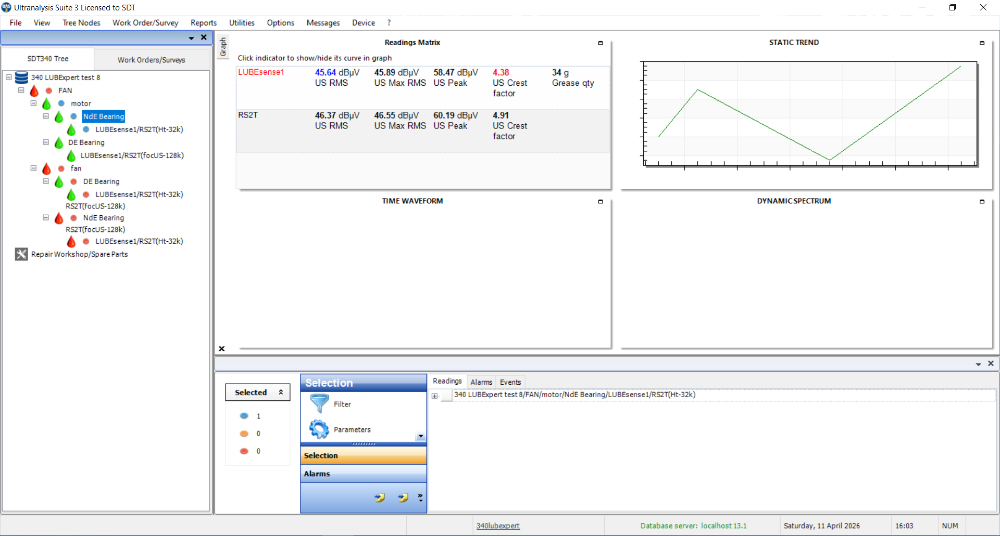 Ultranalysis Suite 3 Licensed to SDT
File View Tree Nodes Work Order/Survey Reports Utilities Options Messages Device ?
SDT340 Tree
Work Orders/Surveys
340 LUBExpert test 8
FAN
motor
NdE Bearing
LUBEsense1/RS2T(Ht-32k)
DE Bearing
LUBEsense1/RS2T(focUS-128k)
fan
DE Bearing
LUBEsense1/RS2T(Ht-32k)
RS2T(focUS-128k)
NdE Bearing
RS2T(focUS-128k)
LUBEsense1/RS2T(Ht-32k)
Repair Workshop/Spare Parts
Graph
Readings Matrix
Click indicator to show/hide its curve in graph
LUBEsense1 45.64 dBµV 45.89 dBµV 58.47 dBµV 4.38 34 g
US RMS US Max RMS US Peak US Crest Grease qty
factor
RS2T 46.37 dBµV 46.55 dBµV 60.19 dBµV 4.91
US RMS US Max RMS US Peak US Crest
factor
STATIC TREND
TIME WAVEFORM
DYNAMIC SPECTRUM
Selected
1
0
0
Selection
Filter
Parameters
Selection
Alarms
Readings Alarms Events
340 LUBExpert test 8/FAN/motor/NdE Bearing/LUBEsense1/RS2T(Ht-32k)
340lubexpert
Database server: localhost 13.1
Saturday, 11 April 2026
16:03
NUM